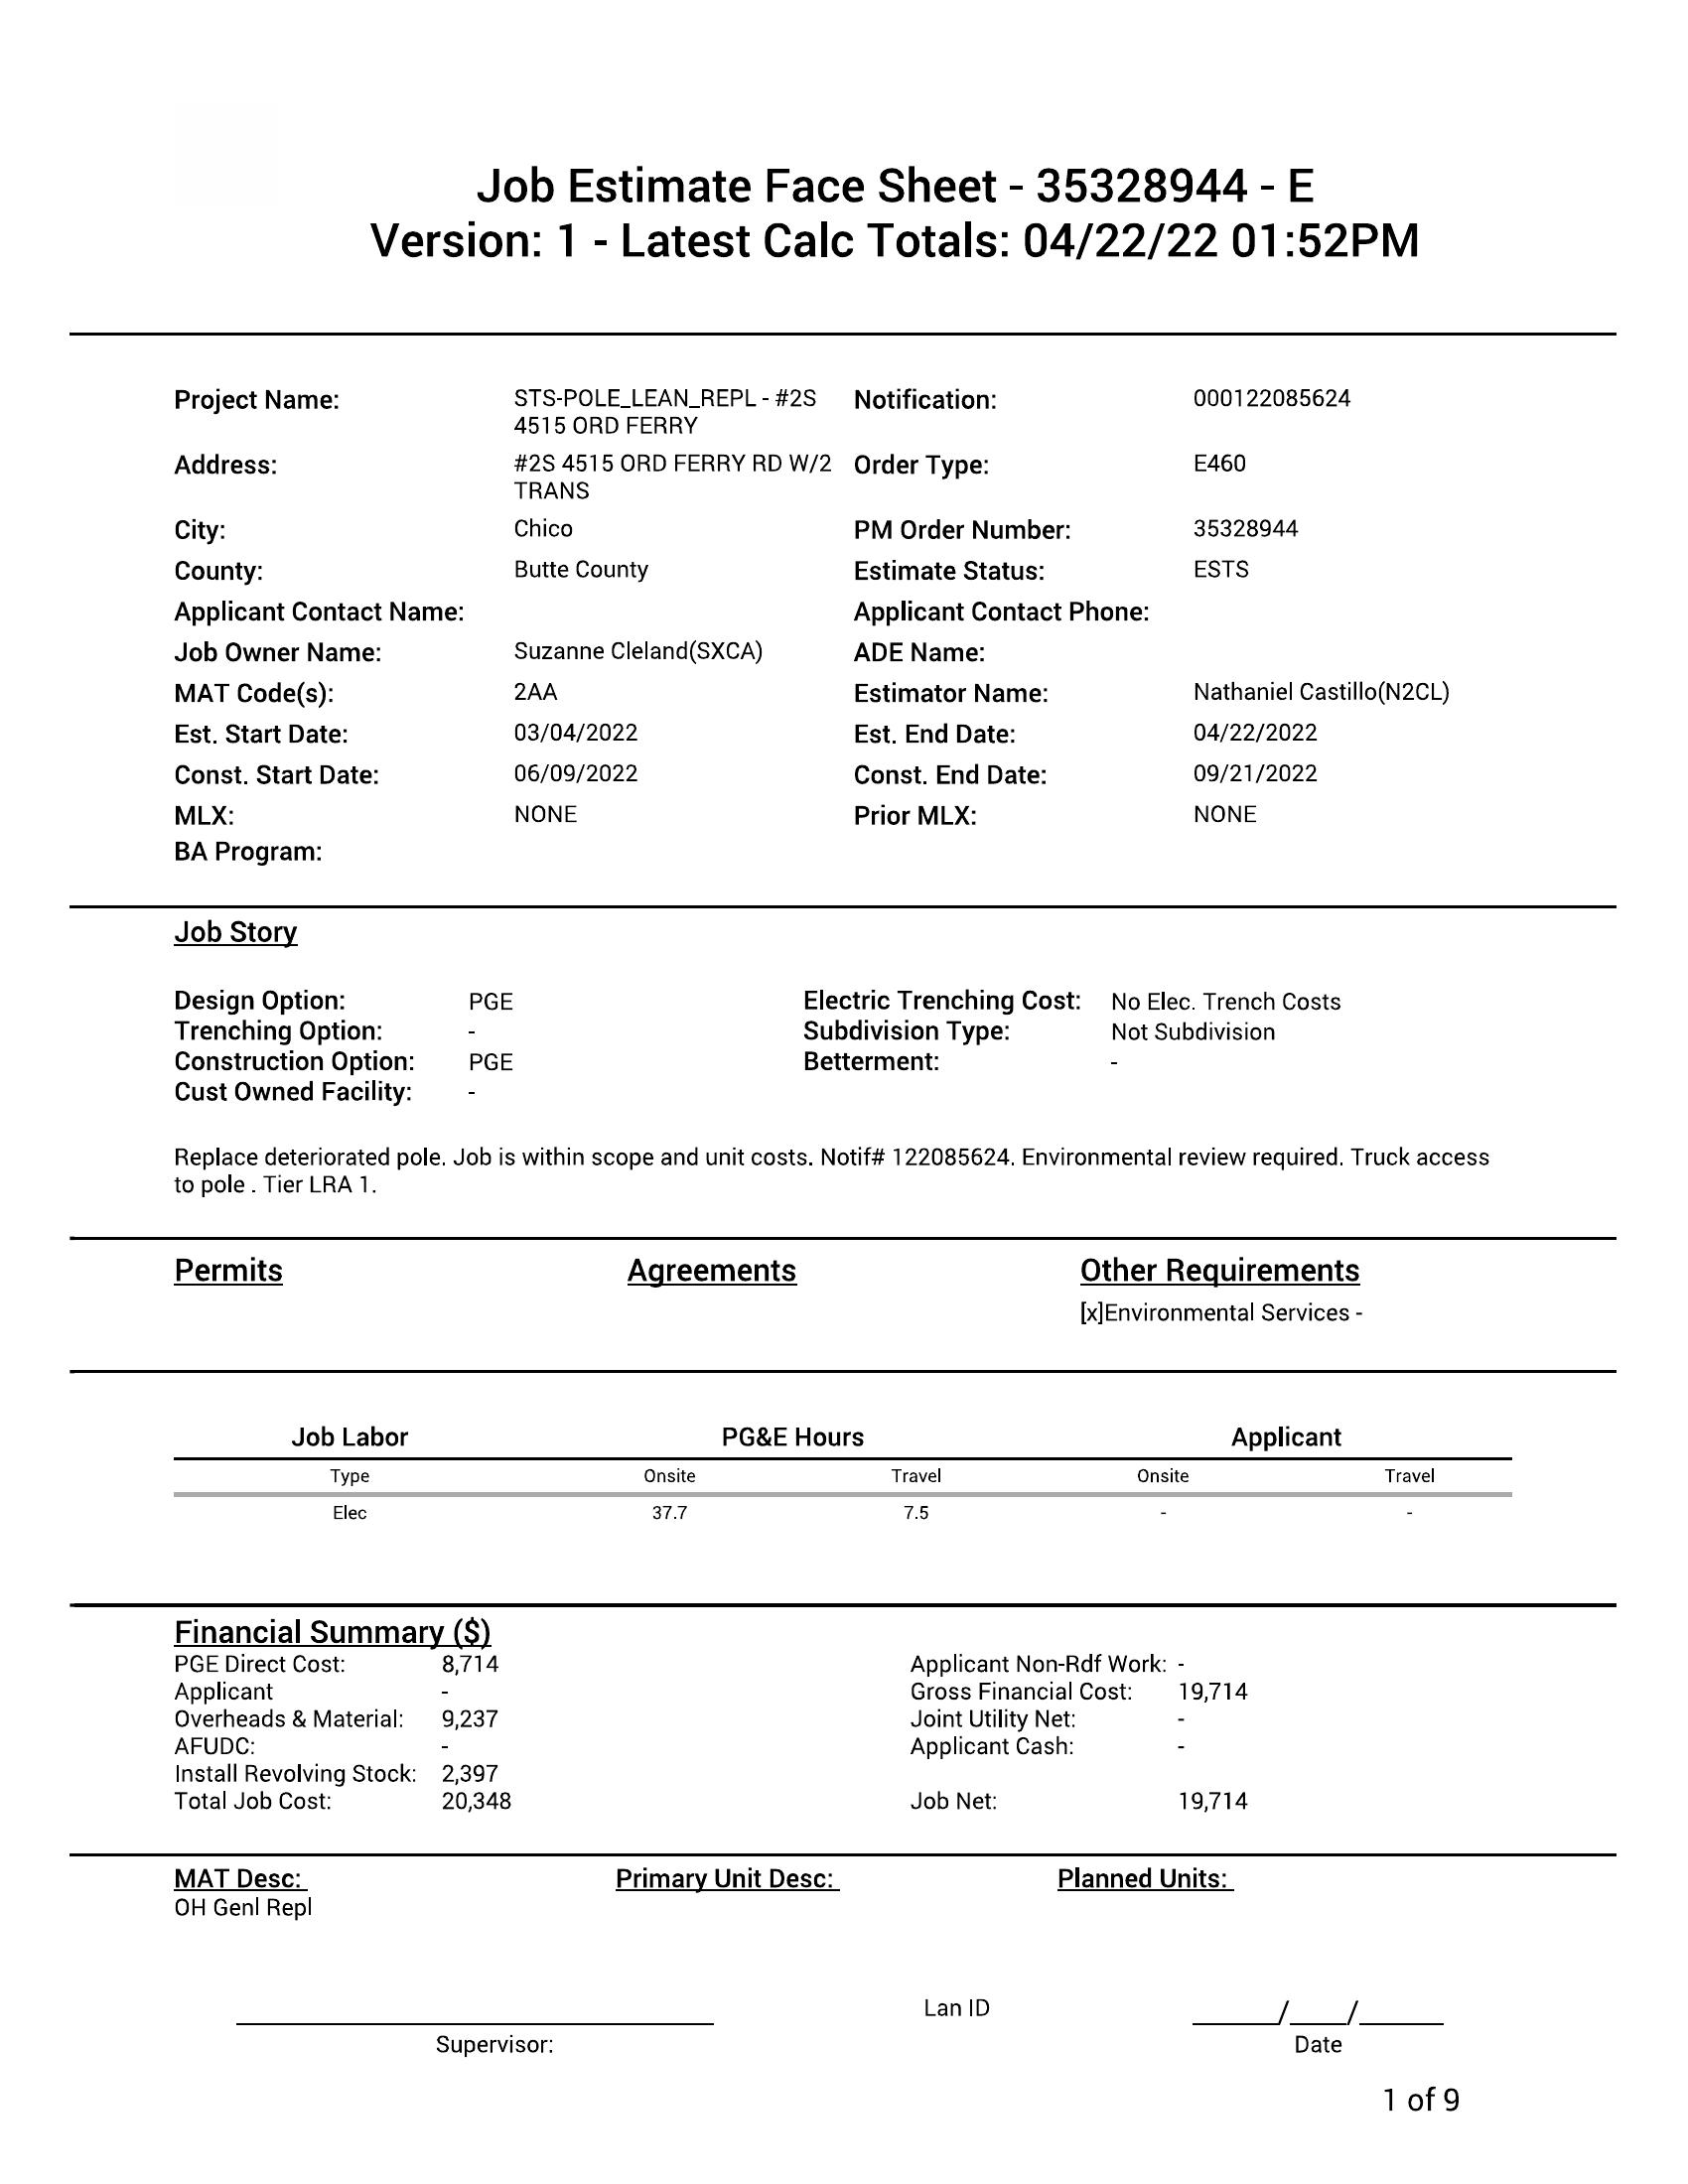 Job Estimate Face Sheet - 35328944 - E
Version: 1 - Latest Calc Totals: 04/22/22 01:52PM
Project Name: STS-POLE_LEAN_REPL - #2S Notification: 000122085624
4515 ORD FERRY
Address: #2S 4515 ORD FERRY RD W/2 Order Type: E460
TRANS
City: Chico PM Order Number: 35328944
County: Butte County Estimate Status: ESTS
Applicant Contact Name: Applicant Contact Phone:
Job Owner Name: Suzanne Cleland(SXCA) ADE Name:
MAT Code(s): 2AA Estimator Name: Nathaniel Castillo(N2CL)
Est. Start Date: 03/04/2022 Est. End Date: 04/22/2022
Const. Start Date: 06/09/2022 Const. End Date: 09/21/2022
MLX: NONE Prior MLX: NONE
BA Program:
Job Story
Design Option: PGE Electric Trenching Cost: No Elec. Trench Costs
Trenching Option: - Subdivision Type: Not Subdivision
Construction Option: PGE Betterment: -
Cust Owned Facility: -
Replace deteriorated pole. Job is within scope and unit costs. Notif# 122085624. Environmental review required. Truck access
to pole . Tier LRA 1.
Permits Agreements Other Requirements
[x]Environmental Services -
Job Labor PG&E Hours Applicant
Type Onsite Travel Onsite Travel
Elec 37.7 7.5 - -
Financial Summary ($)
PGE Direct Cost: 8,714 Applicant Non-Rdf Work: -
Applicant - Gross Financial Cost: 19,714
Overheads & Material: 9,237 Joint Utility Net: -
AFUDC: - Applicant Cash: -
Install Revolving Stock: 2,397
Total Job Cost: 20,348 Job Net: 19,714
MAT Desc: Primary Unit Desc: Planned Units:
OH Genl Repl
Lan ID ___/___/___
Supervisor: Date
1 of 9